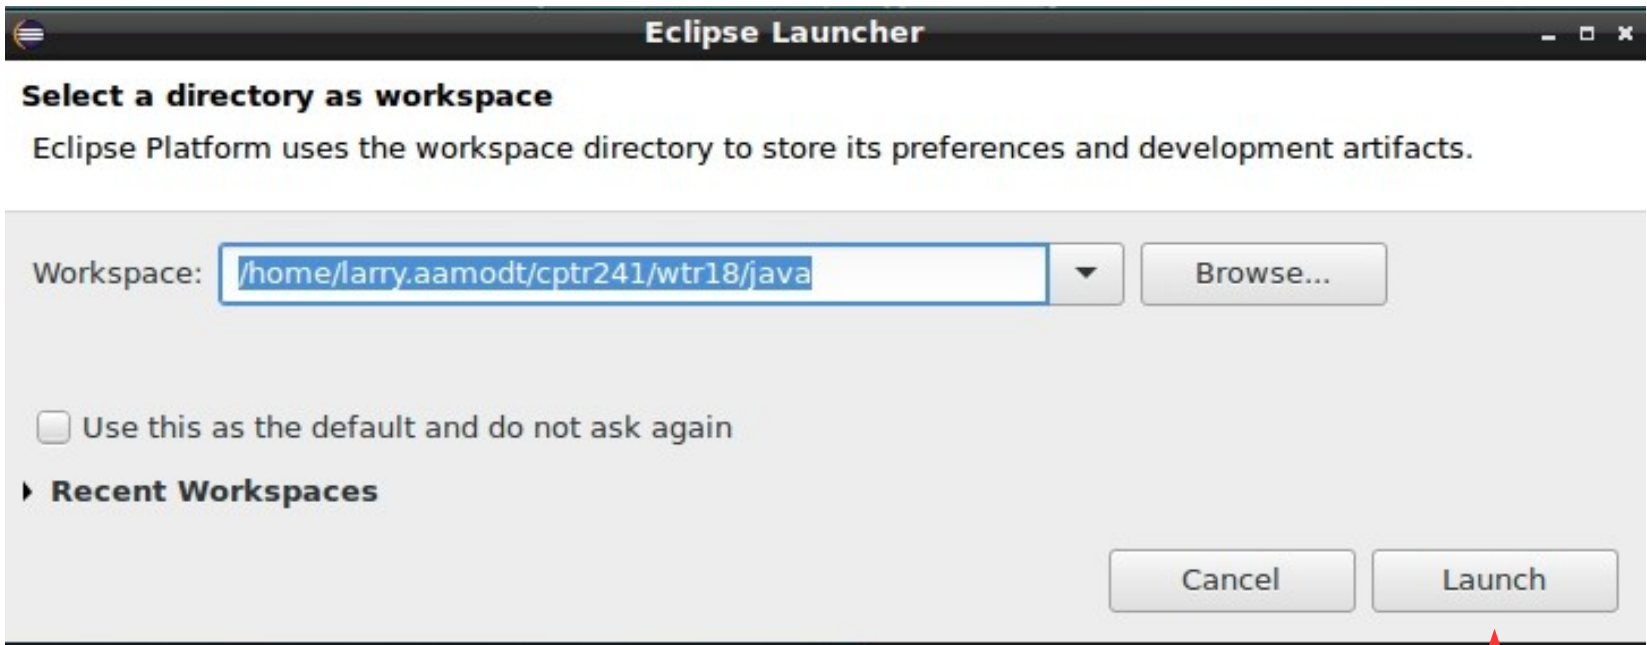 Eclipse Launcher
Select a directory as workspace
Eclipse Platform uses the workspace directory to store its preferences and development artifacts.
Workspace: /home/larry.aamodt/cptr241/wtr18/java Browse...
Use this as the default and do not ask again
Recent Workspaces
Cancel Launch